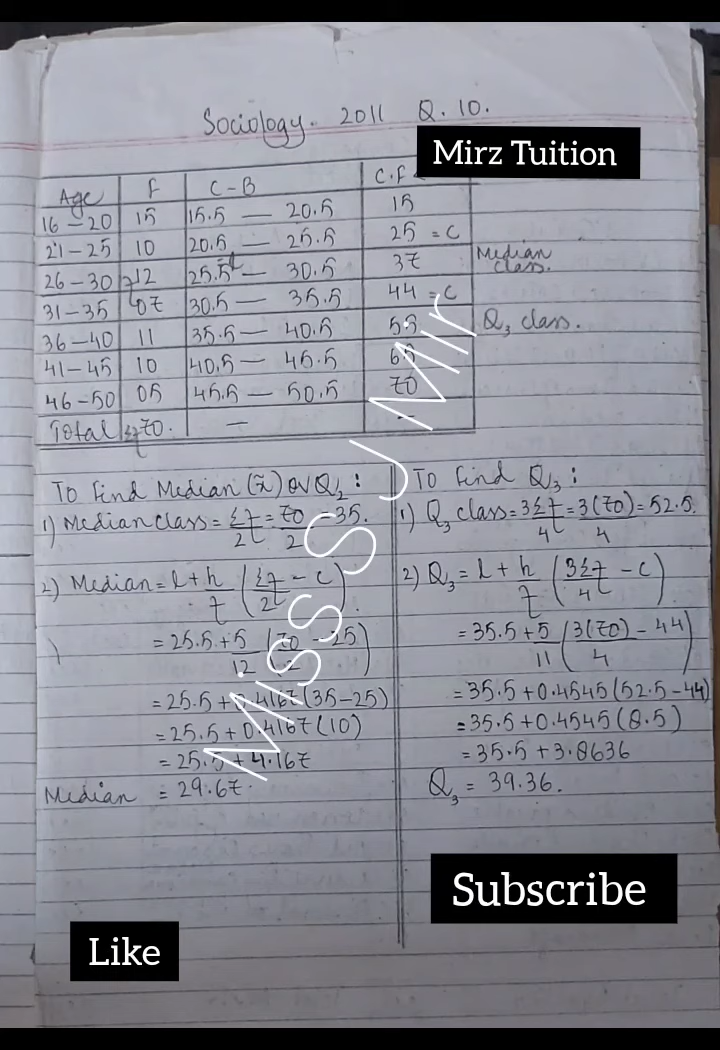 Sociology. 2011 Q. 10.
Mirz Tuition
Age F C-B C.F
16-20 15 15.5 — 20.5 15
21-25 10 20.5 — 25.5 25 = C
26-30 12 25.5 — 30.5 37 Median class.
31-35 07 30.5 — 35.5 44 = C
36-40 11 35.5 — 40.5 55 Q₃ class.
41-45 10 40.5 — 45.5 65
46-50 05 45.5 — 50.5 70
Total Σf 70. — —
To Find Median (x̃) or Q₂ :
1) Median class = Σf/2 = 70/2 = 35.
2) Median = l + h/f (Σf/2 - C).
= 25.5 + 5/12 (70/2 - 25)
= 25.5 + 0.4167 (35-25)
= 25.5 + 0.4167 (10)
= 25.5 + 4.167
Median = 29.67.
To Find Q₃ :
1) Q₃ class = 3Σf/4 = 3(70)/4 = 52.5.
2) Q₃ = l + h/f (3Σf/4 - C)
= 35.5 + 5/11 (3(70)/4 - 44)
= 35.5 + 0.4545 (52.5 - 44)
= 35.5 + 0.4545 (8.5)
= 35.5 + 3.8636
Q₃ = 39.36.
Miss S J Mir
Subscribe
Like